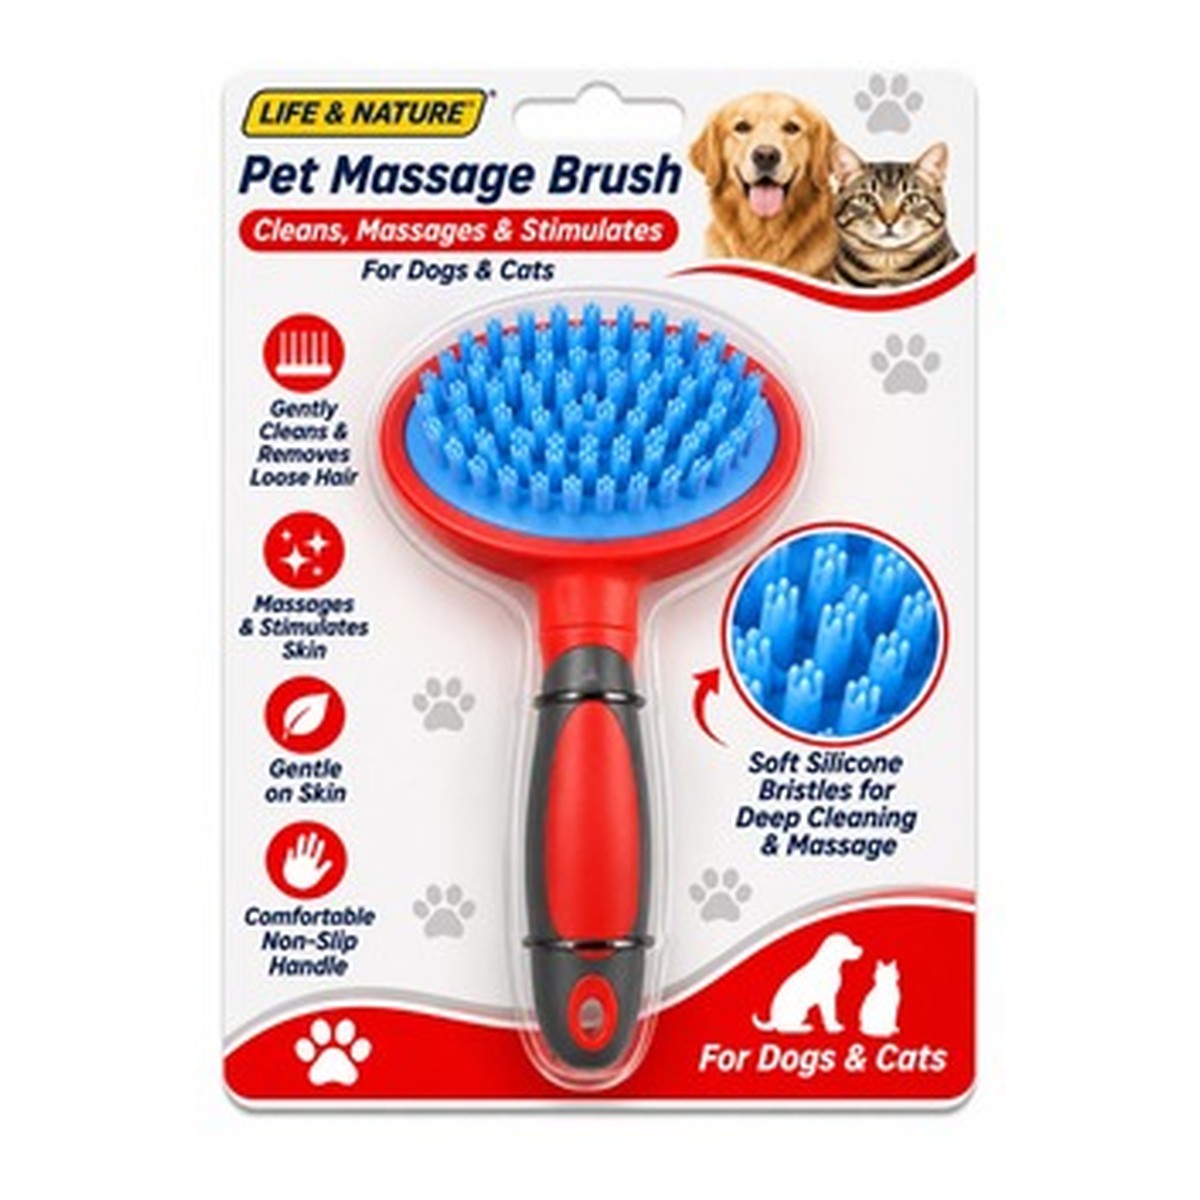 LIFE & NATURE
Pet Massage Brush
Cleans, Massages & Stimulates
For Dogs & Cats
Gently
Cleans &
Removes
Loose Hair
Massages
& Stimulates
Skin
Gentle
on Skin
Comfortable
Non-Slip
Handle
Soft Silicone
Bristles for
Deep Cleaning
& Massage
For Dogs & Cats